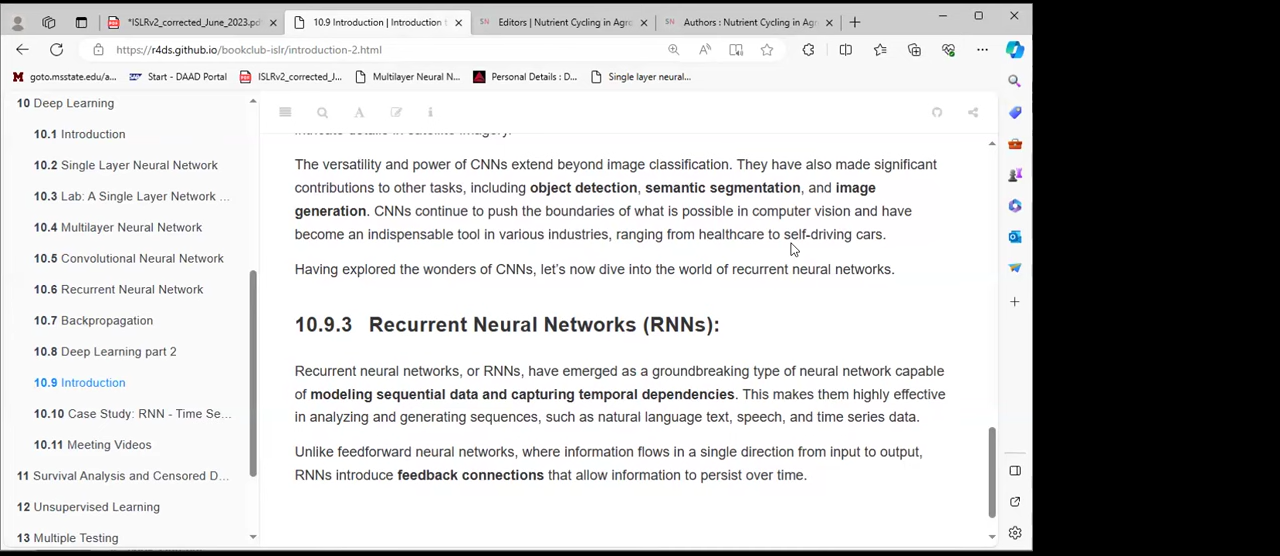 *ISLRv2_corrected_June_2023.pd
10.9 Introduction | Introduction t
SN Editors | Nutrient Cycling in Agro
SN Authors : Nutrient Cycling in Ag
https://r4ds.github.io/bookclub-islr/introduction-2.html
goto.msstate.edu/a...
Start - DAAD Portal
ISLRv2_corrected_J...
Multilayer Neural N...
Personal Details : D...
Single layer neural...
10 Deep Learning
10.1 Introduction
10.2 Single Layer Neural Network
10.3 Lab: A Single Layer Network ...
10.4 Multilayer Neural Network
10.5 Convolutional Neural Network
10.6 Recurrent Neural Network
10.7 Backpropagation
10.8 Deep Learning part 2
10.9 Introduction
10.10 Case Study: RNN - Time Se...
10.11 Meeting Videos
11 Survival Analysis and Censored D...
12 Unsupervised Learning
13 Multiple Testing
intricate details in satellite imagery.
The versatility and power of CNNs extend beyond image classification. They have also made significant
contributions to other tasks, including object detection, semantic segmentation, and image
generation. CNNs continue to push the boundaries of what is possible in computer vision and have
become an indispensable tool in various industries, ranging from healthcare to self-driving cars.
Having explored the wonders of CNNs, let's now dive into the world of recurrent neural networks.
10.9.3 Recurrent Neural Networks (RNNs):
Recurrent neural networks, or RNNs, have emerged as a groundbreaking type of neural network capable
of modeling sequential data and capturing temporal dependencies. This makes them highly effective
in analyzing and generating sequences, such as natural language text, speech, and time series data.
Unlike feedforward neural networks, where information flows in a single direction from input to output,
RNNs introduce feedback connections that allow information to persist over time.